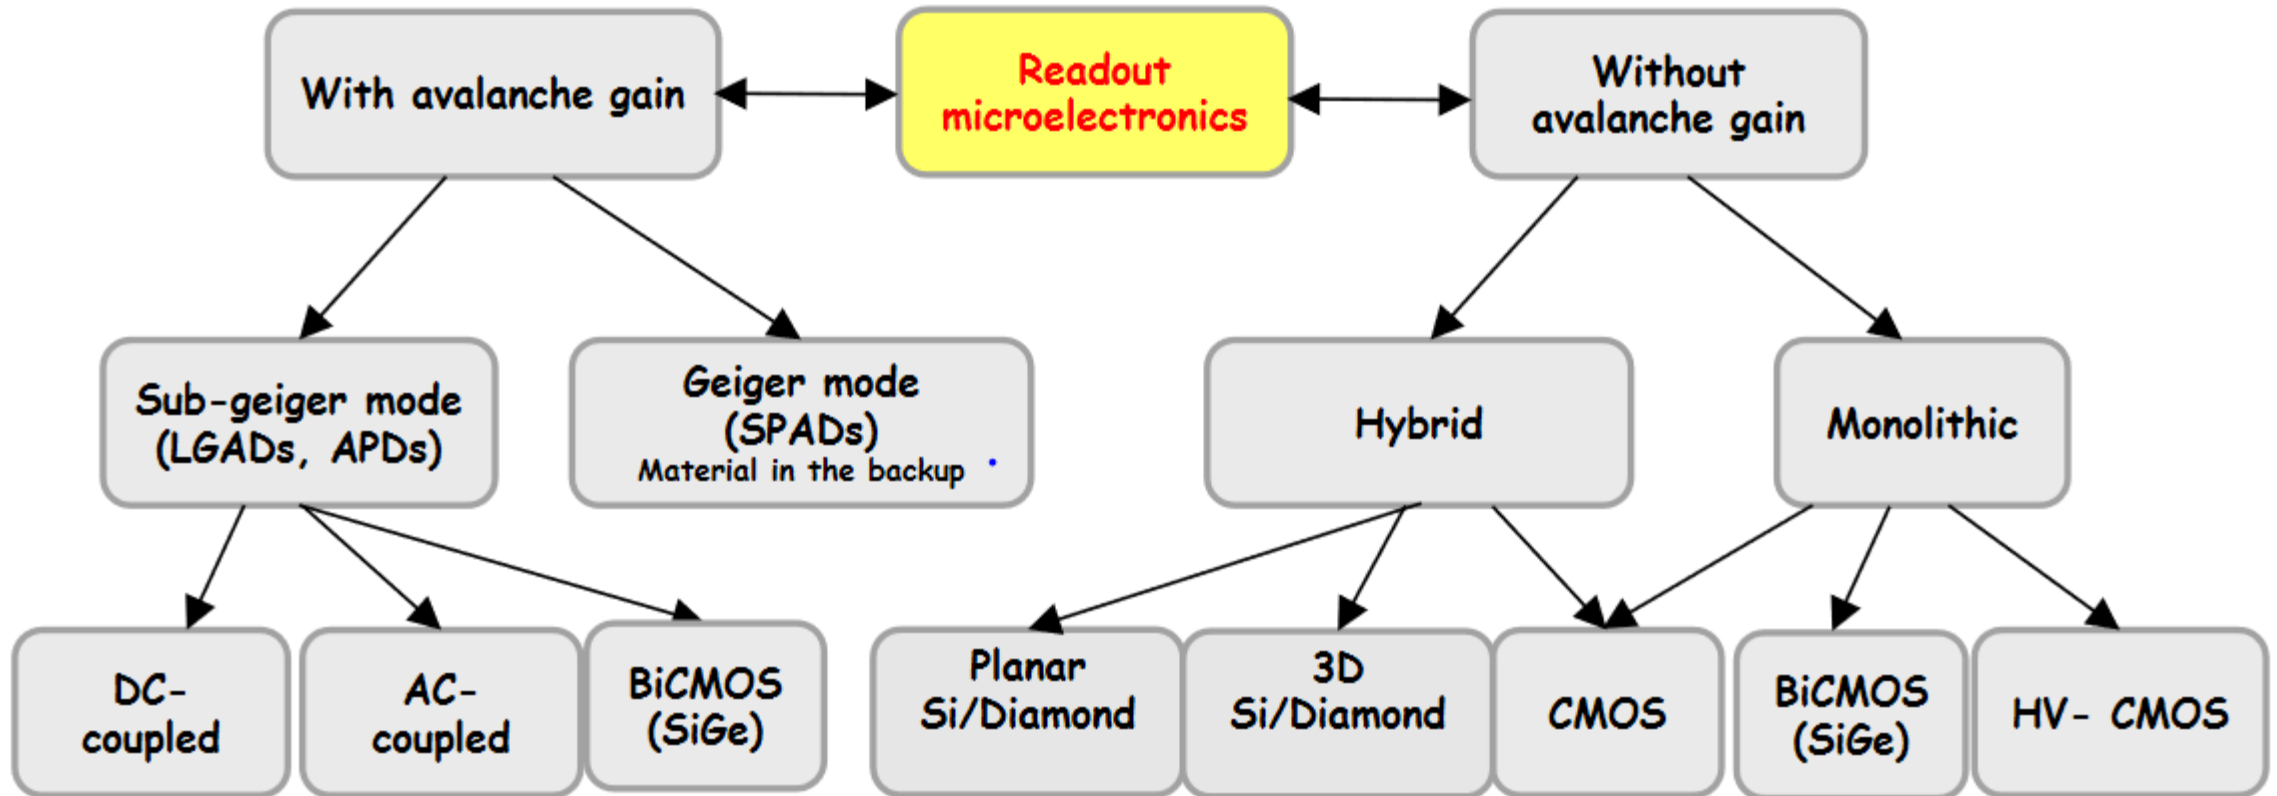 With avalanche gain
Readout
microelectronics
Without
avalanche gain
Sub-geiger mode
(LGADs, APDs)
Geiger mode
(SPADs)
Material in the backup
Hybrid
Monolithic
DC-
coupled
AC-
coupled
BiCMOS
(SiGe)
Planar
Si/Diamond
3D
Si/Diamond
CMOS
BiCMOS
(SiGe)
HV- CMOS